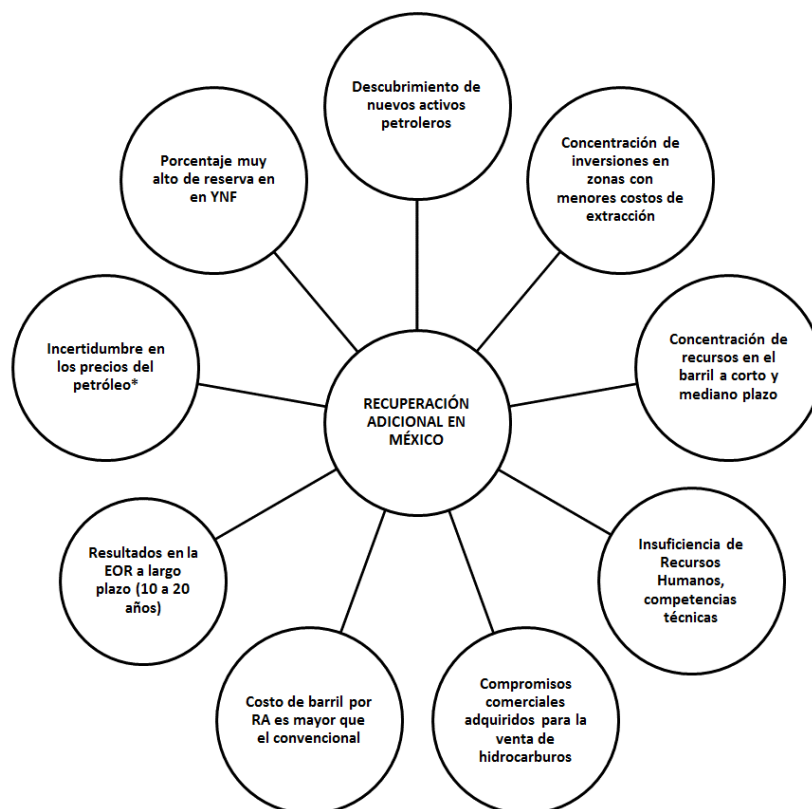 Descubrimiento de
nuevos activos
petroleros
Concentración de
inversiones en
zonas con
menores costos de
extracción
Concentración de
recursos en el
barril a corto y
mediano plazo
Insuficiencia de
Recursos
Humanos,
competencias
técnicas
Compromisos
comerciales
adquiridos para la
venta de
hidrocarburos
Costo de barril por
RA es mayor que
el convencional
Resultados en la
EOR a largo
plazo (10 a 20
años)
Incertidumbre en
los precios del
petróleo*
Porcentaje muy
alto de reserva en
en YNF
RECUPERACIÓN
ADICIONAL EN
MÉXICO